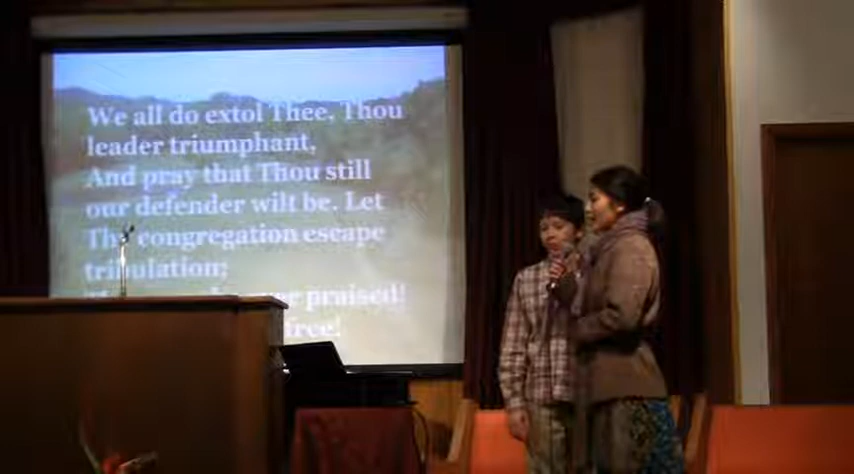 We all do extol Thee, Thou
leader triumphant,
And pray that Thou still
our defender wilt be. Let
Thy congregation escape
tribulation;
praised!
free!